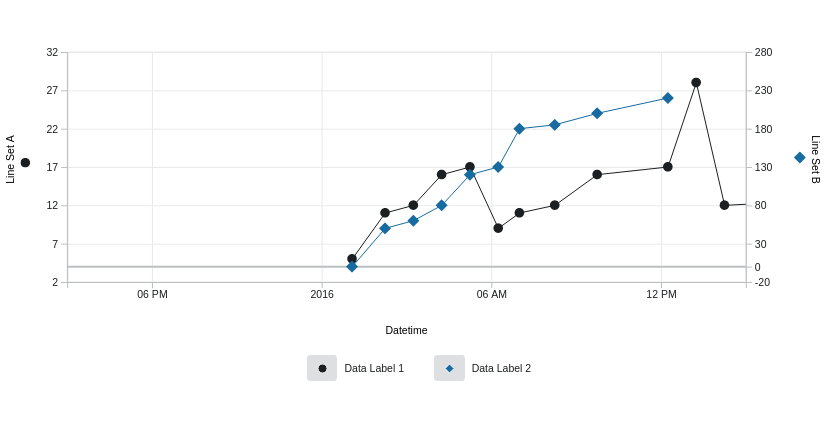 Line Set A
32
27
22
17
12
7
2
280
230
180
130
80
30
0
-20
Line Set B
06 PM
2016
06 AM
12 PM
Datetime
Data Label 1
Data Label 2